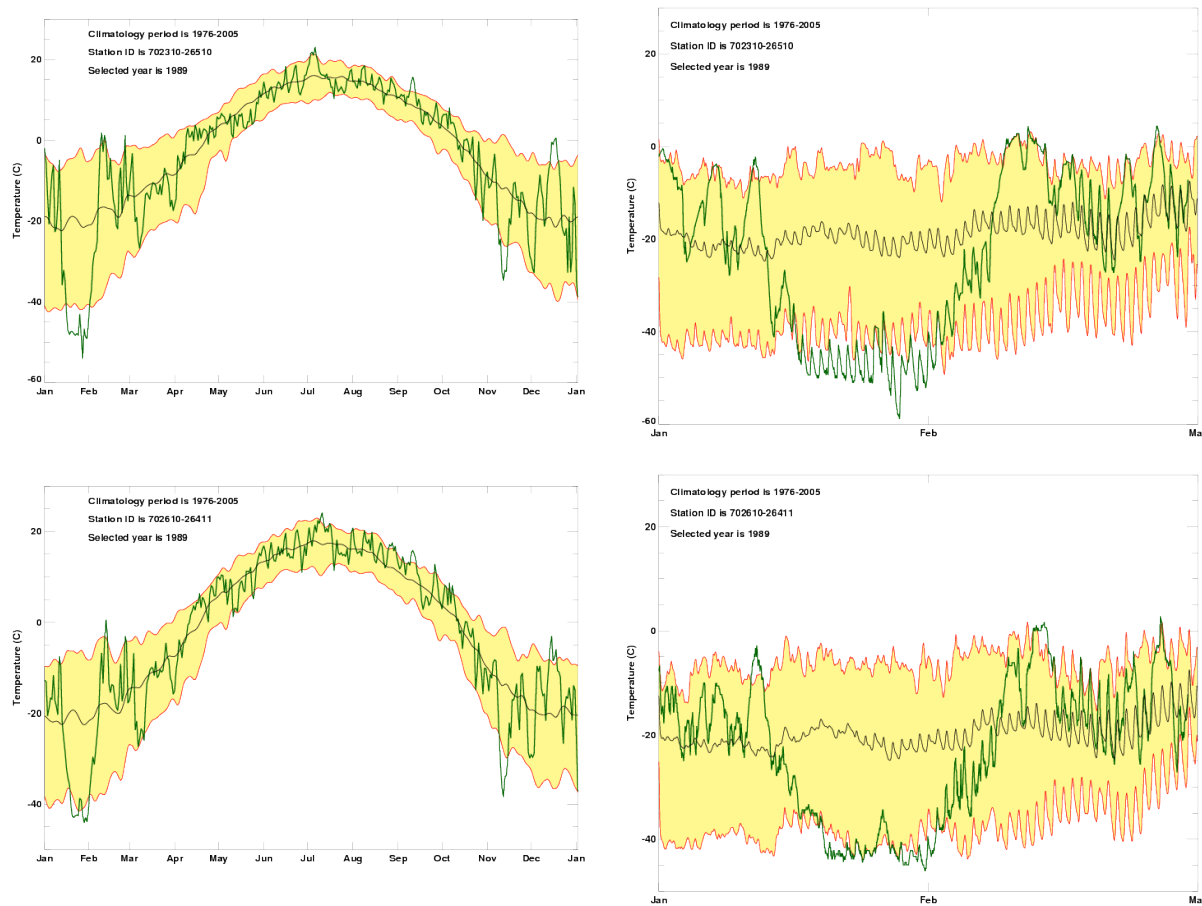 Climatology period is 1976-2005
Station ID is 702310-26510
Selected year is 1989
Temperature (C)
20
0
-20
-40
-60
Jan Feb Mar Apr May Jun Jul Aug Sep Oct Nov Dec Jan
Climatology period is 1976-2005
Station ID is 702310-26510
Selected year is 1989
Temperature (C)
20
0
-20
-40
-60
Jan Feb Ma
Climatology period is 1976-2005
Station ID is 702610-26411
Selected year is 1989
Temperature (C)
20
0
-20
-40
Jan Feb Mar Apr May Jun Jul Aug Sep Oct Nov Dec Jan
Climatology period is 1976-2005
Station ID is 702610-26411
Selected year is 1989
Temperature (C)
20
0
-20
-40
Jan Feb Ma